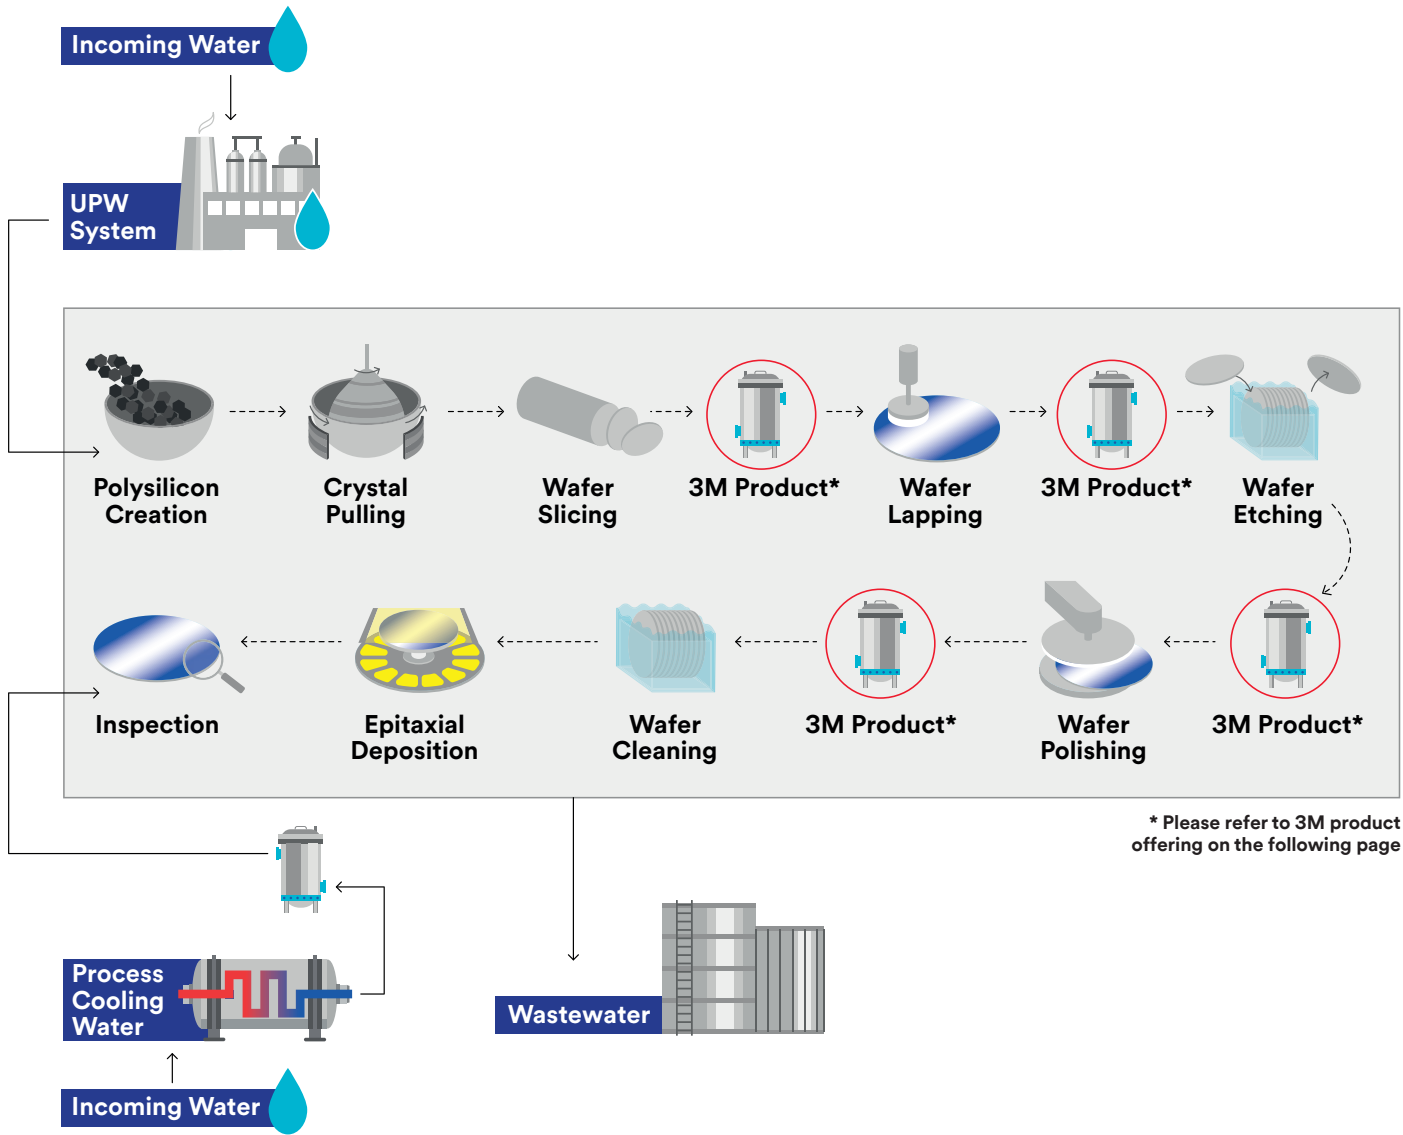 Incoming Water
UPW
System
Polysilicon
Creation
Crystal
Pulling
Wafer
Slicing
3M Product*
Wafer
Lapping
3M Product*
Wafer
Etching
Inspection
Epitaxial
Deposition
Wafer
Cleaning
3M Product*
Wafer
Polishing
3M Product*
* Please refer to 3M product
offering on the following page
Process
Cooling
Water
Wastewater
Incoming Water